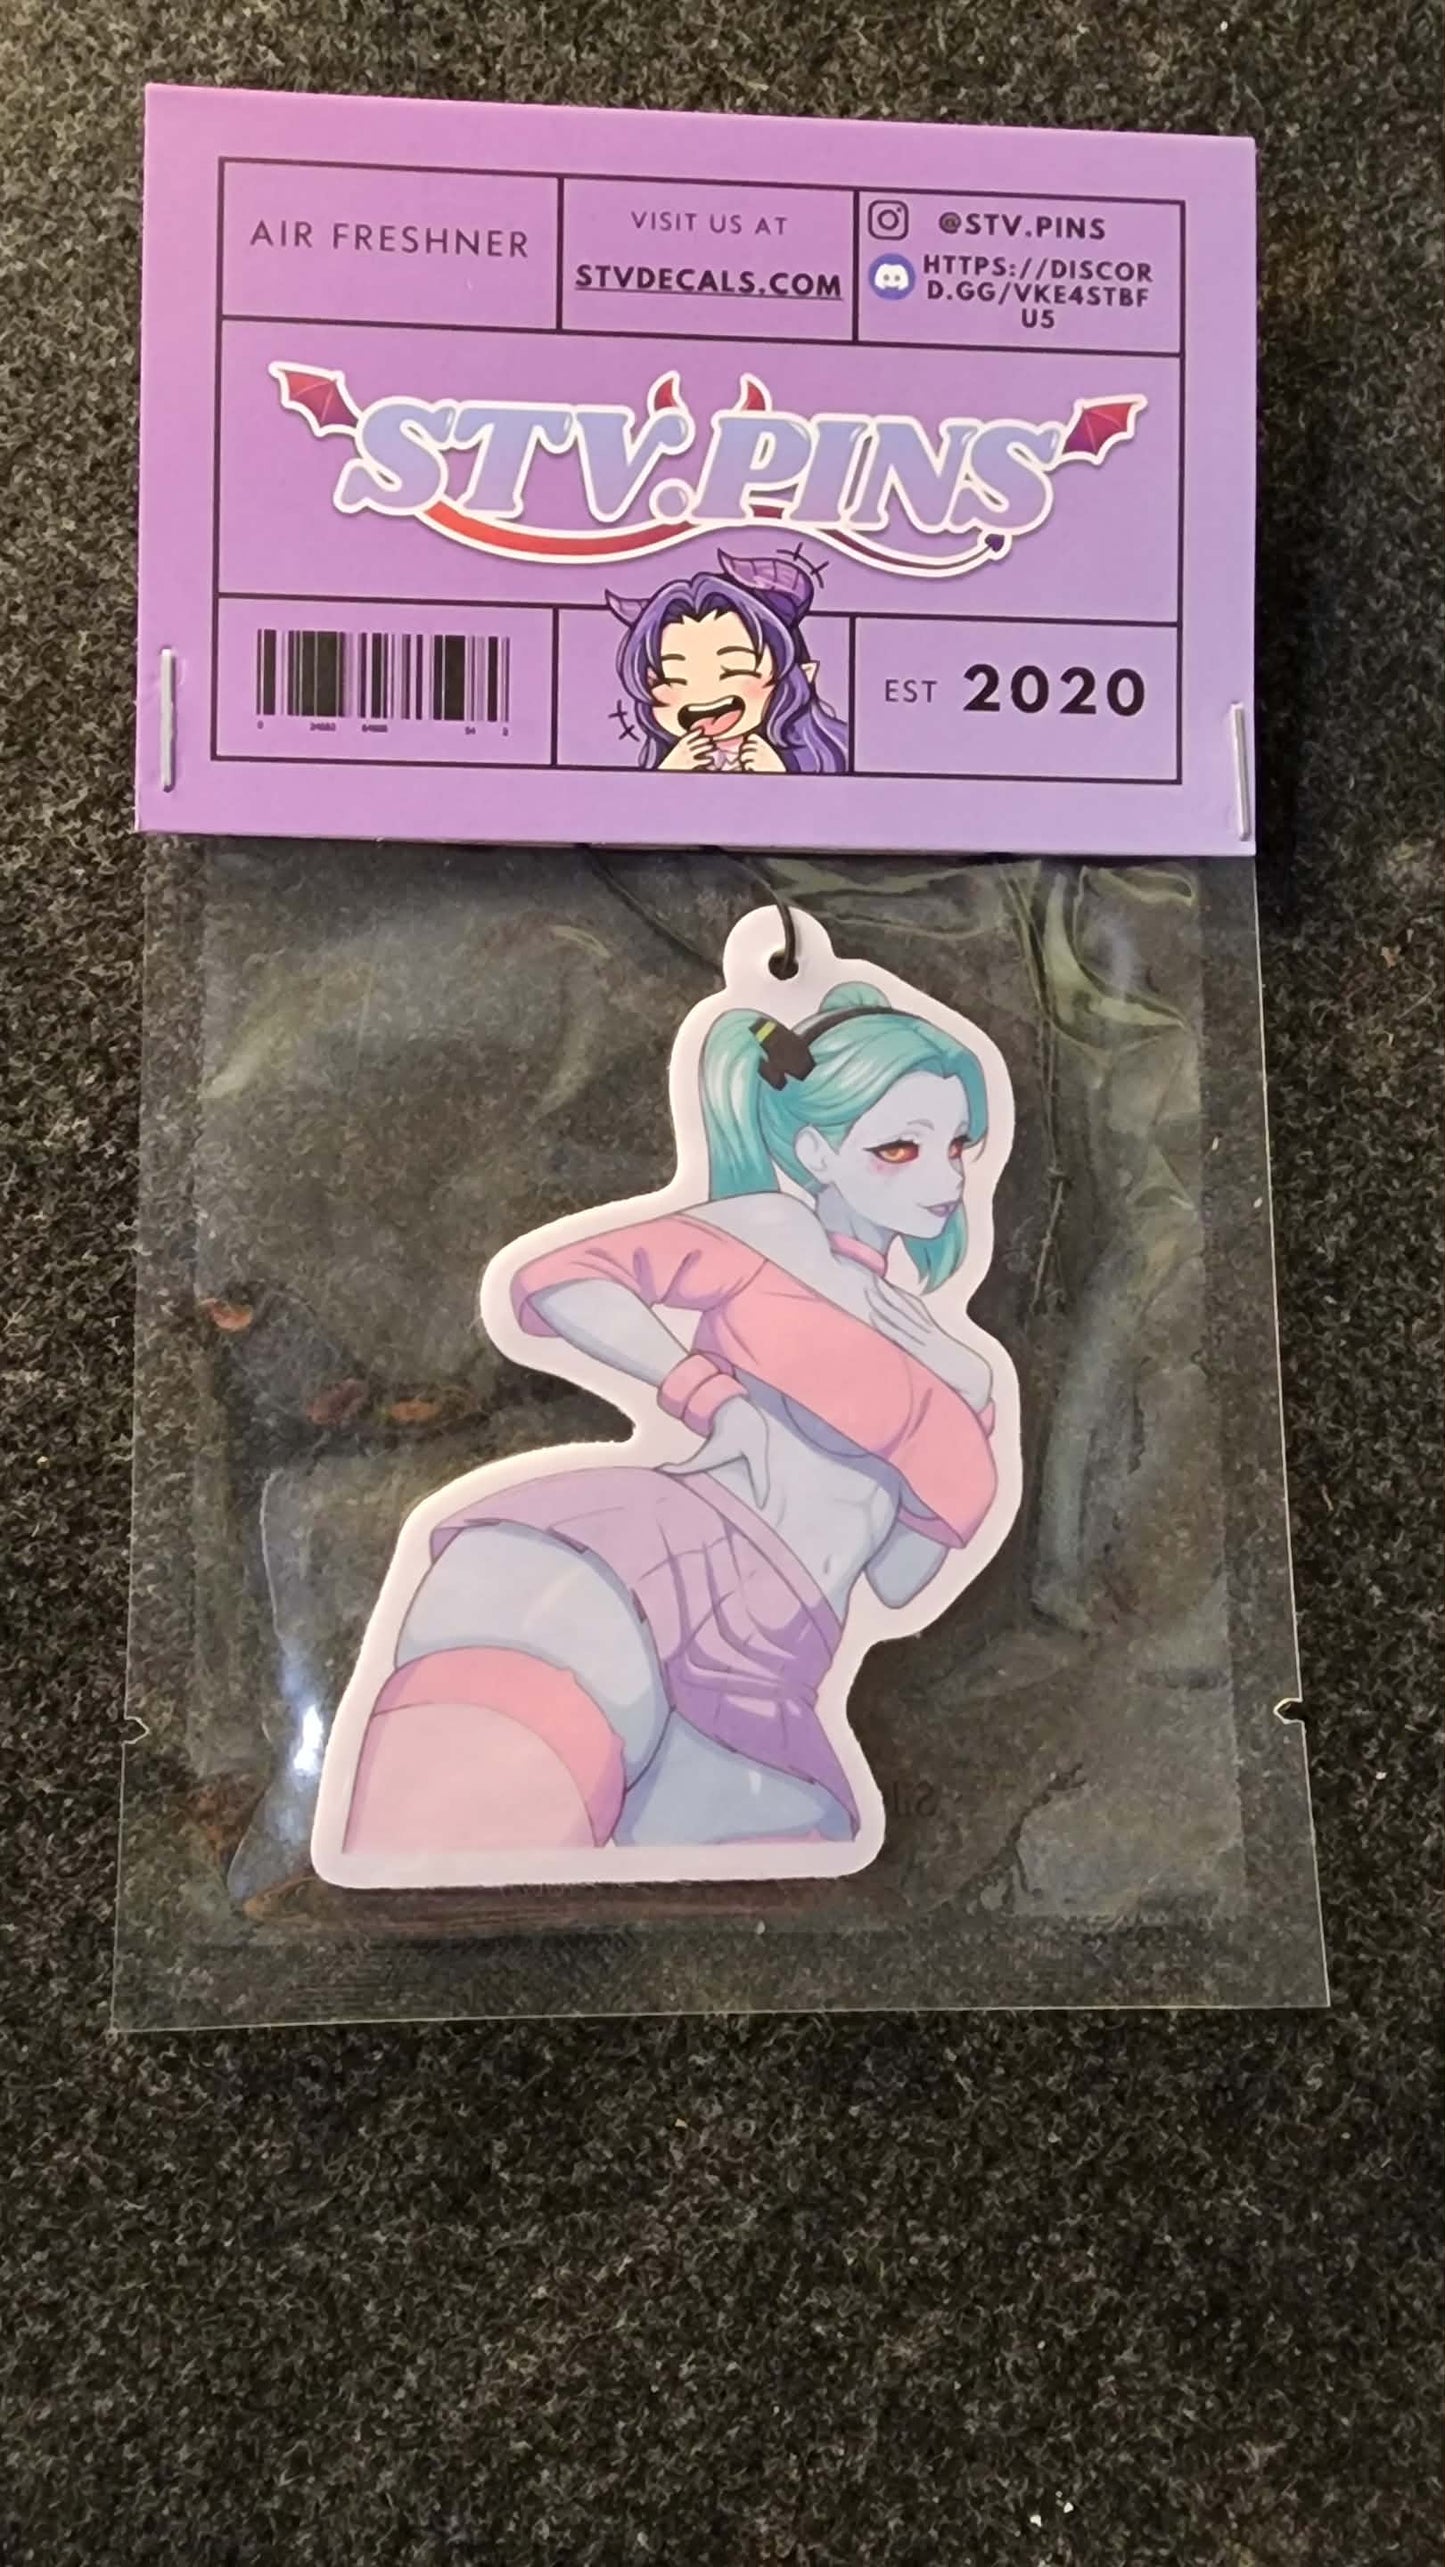 AIR FRESHNER
VISIT US AT
STVDECALS.COM
@STV.PINS
HTTPS://DISCOR
D.GG/VKE4STBF
U5
STV.PINS
EST 2020